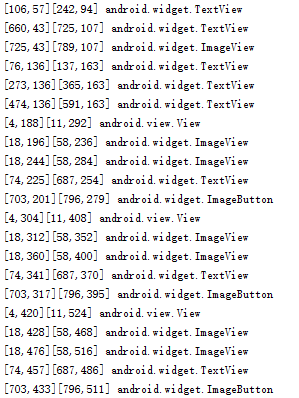 [106,57][242,94] android.widget.TextView
[660,43][725,107] android.widget.TextView
[725,43][789,107] android.widget.ImageView
[76,136][137,163] android.widget.TextView
[273,136][365,163] android.widget.TextView
[474,136][591,163] android.widget.TextView
[4,188][11,292] android.view.View
[18,196][58,236] android.widget.ImageView
[18,244][58,284] android.widget.ImageView
[74,225][687,254] android.widget.TextView
[703,201][796,279] android.widget.ImageButton
[4,304][11,408] android.view.View
[18,312][58,352] android.widget.ImageView
[18,360][58,400] android.widget.ImageView
[74,341][687,370] android.widget.TextView
[703,317][796,395] android.widget.ImageButton
[4,420][11,524] android.view.View
[18,428][58,468] android.widget.ImageView
[18,476][58,516] android.widget.ImageView
[74,457][687,486] android.widget.TextView
[703,433][796,511] android.widget.ImageButton